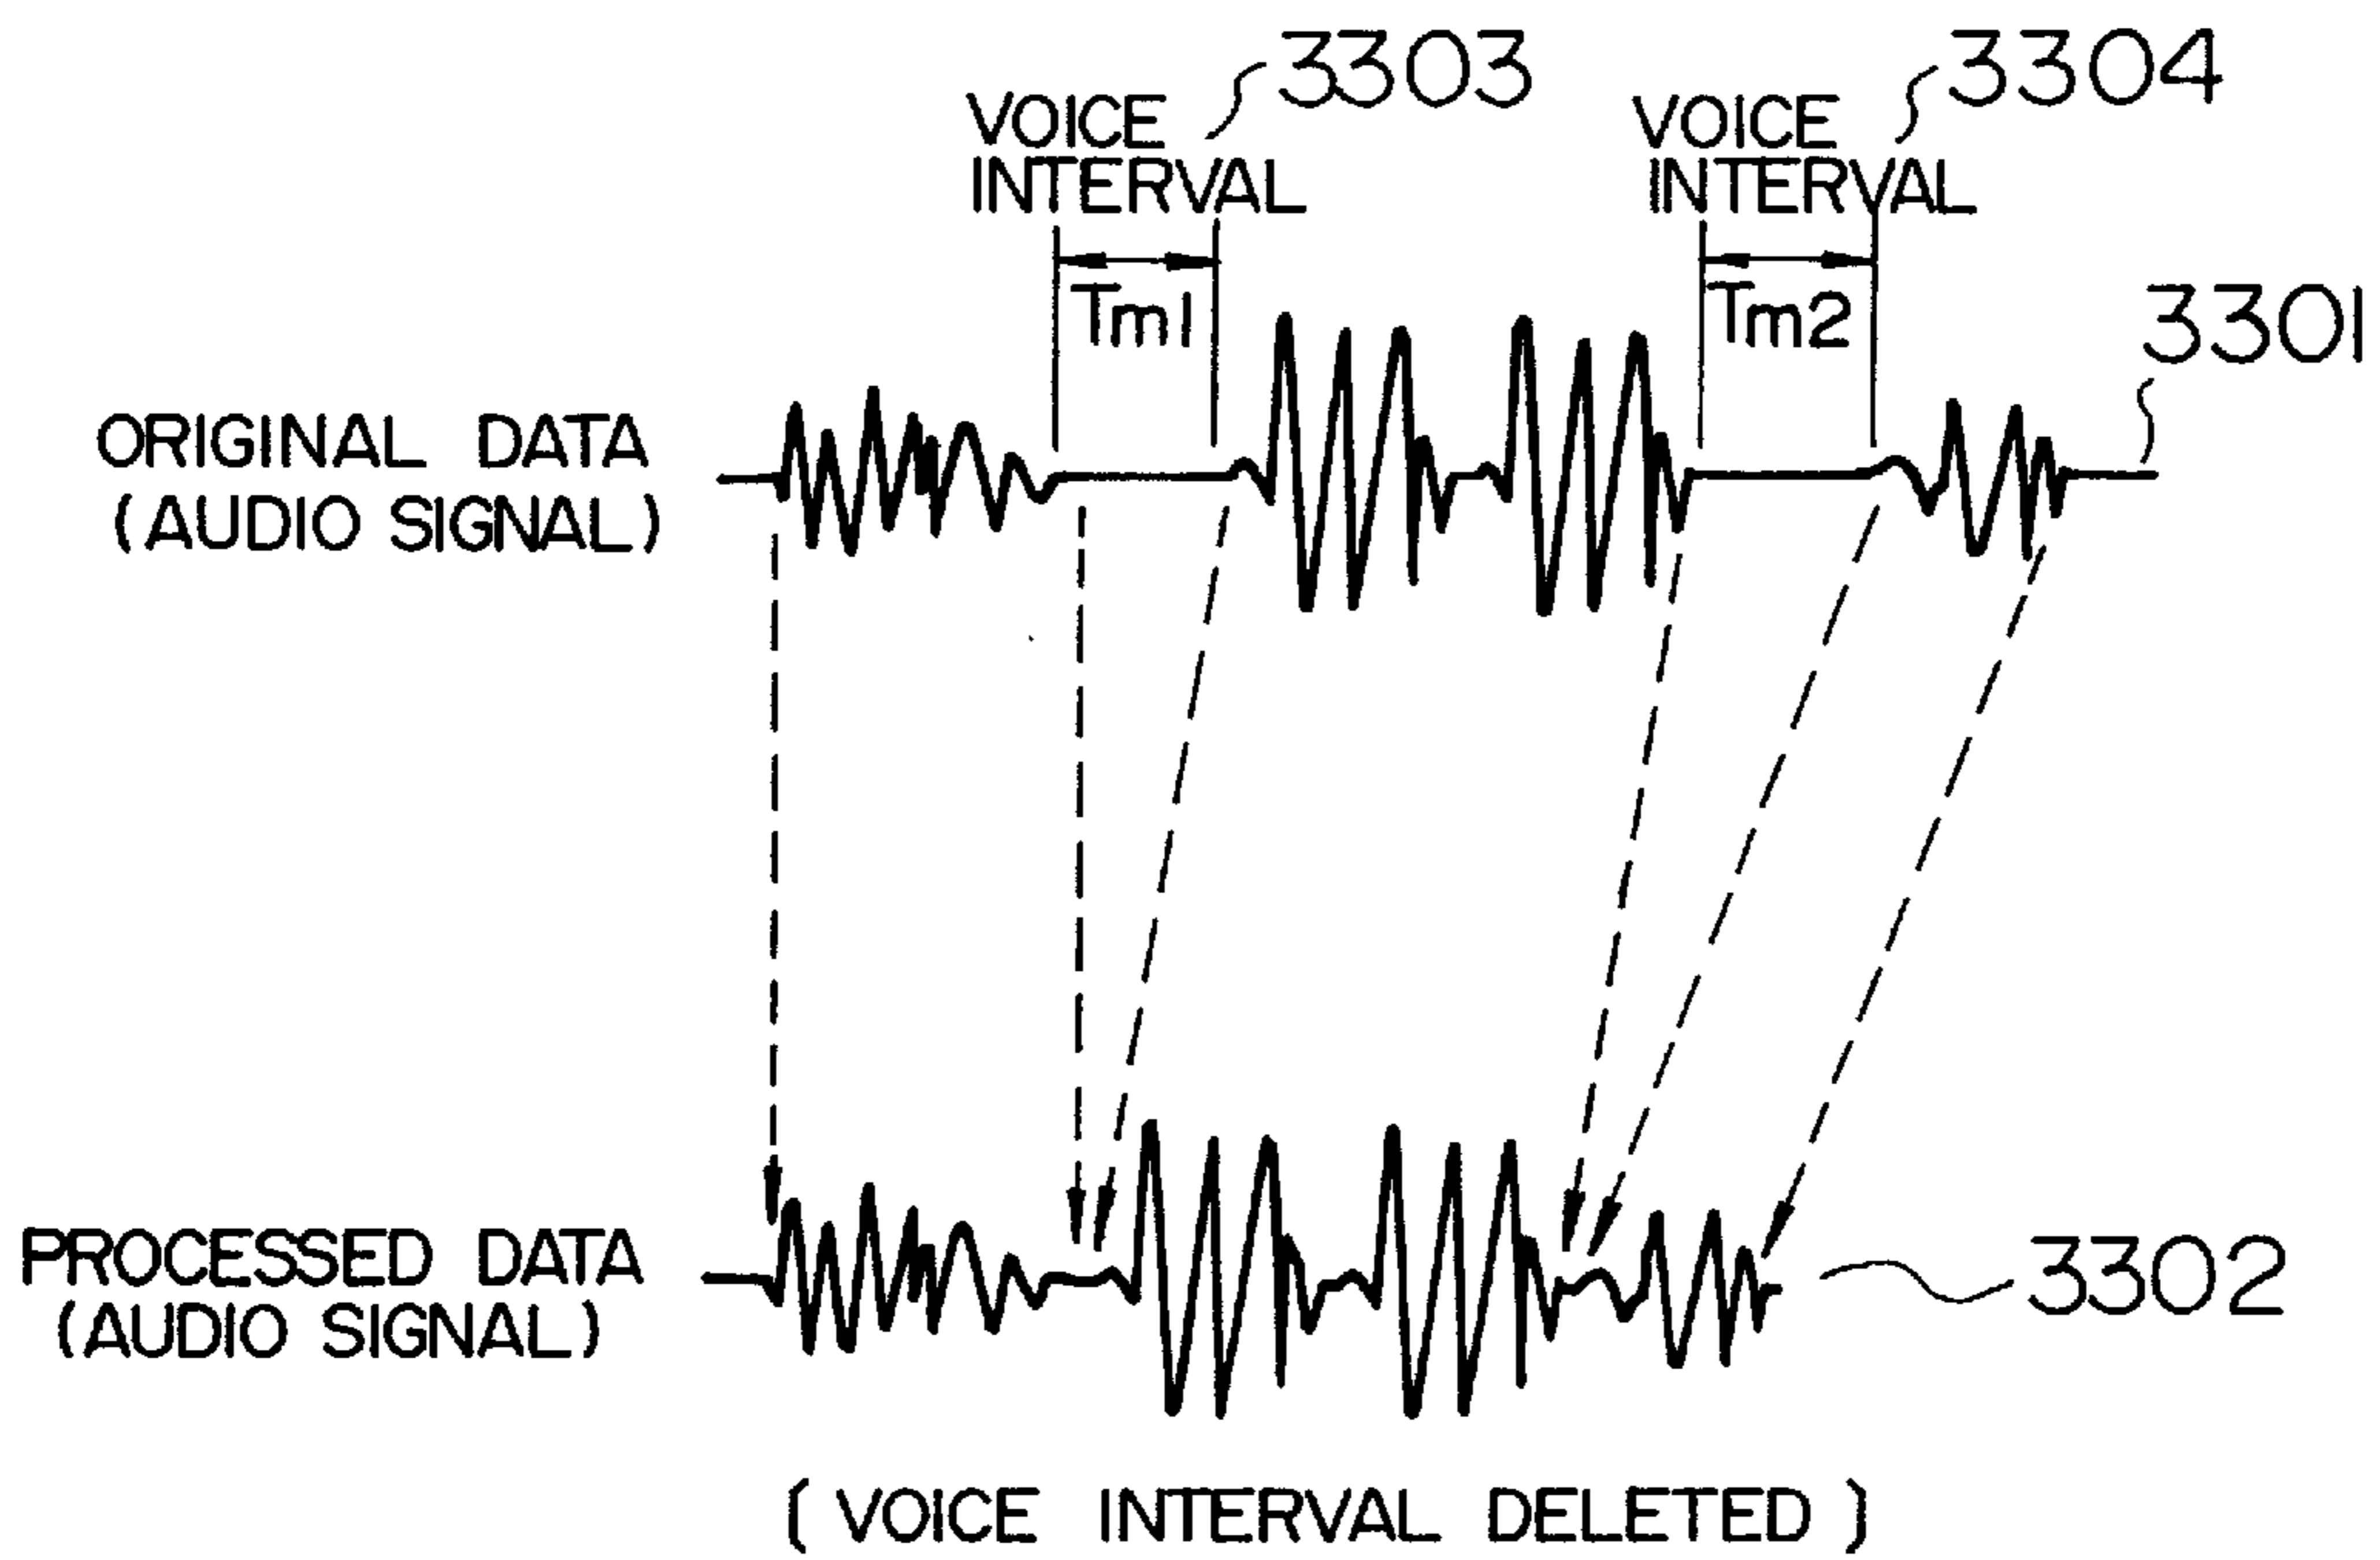 3303
3304
VOICE
INTERVAL
VOICE
INTERVAL
Tm1
Tm2
3301
ORIGINAL DATA
(AUDIO SIGNAL)
PROCESSED DATA
(AUDIO SIGNAL)
3302
( VOICE INTERVAL DELETED )